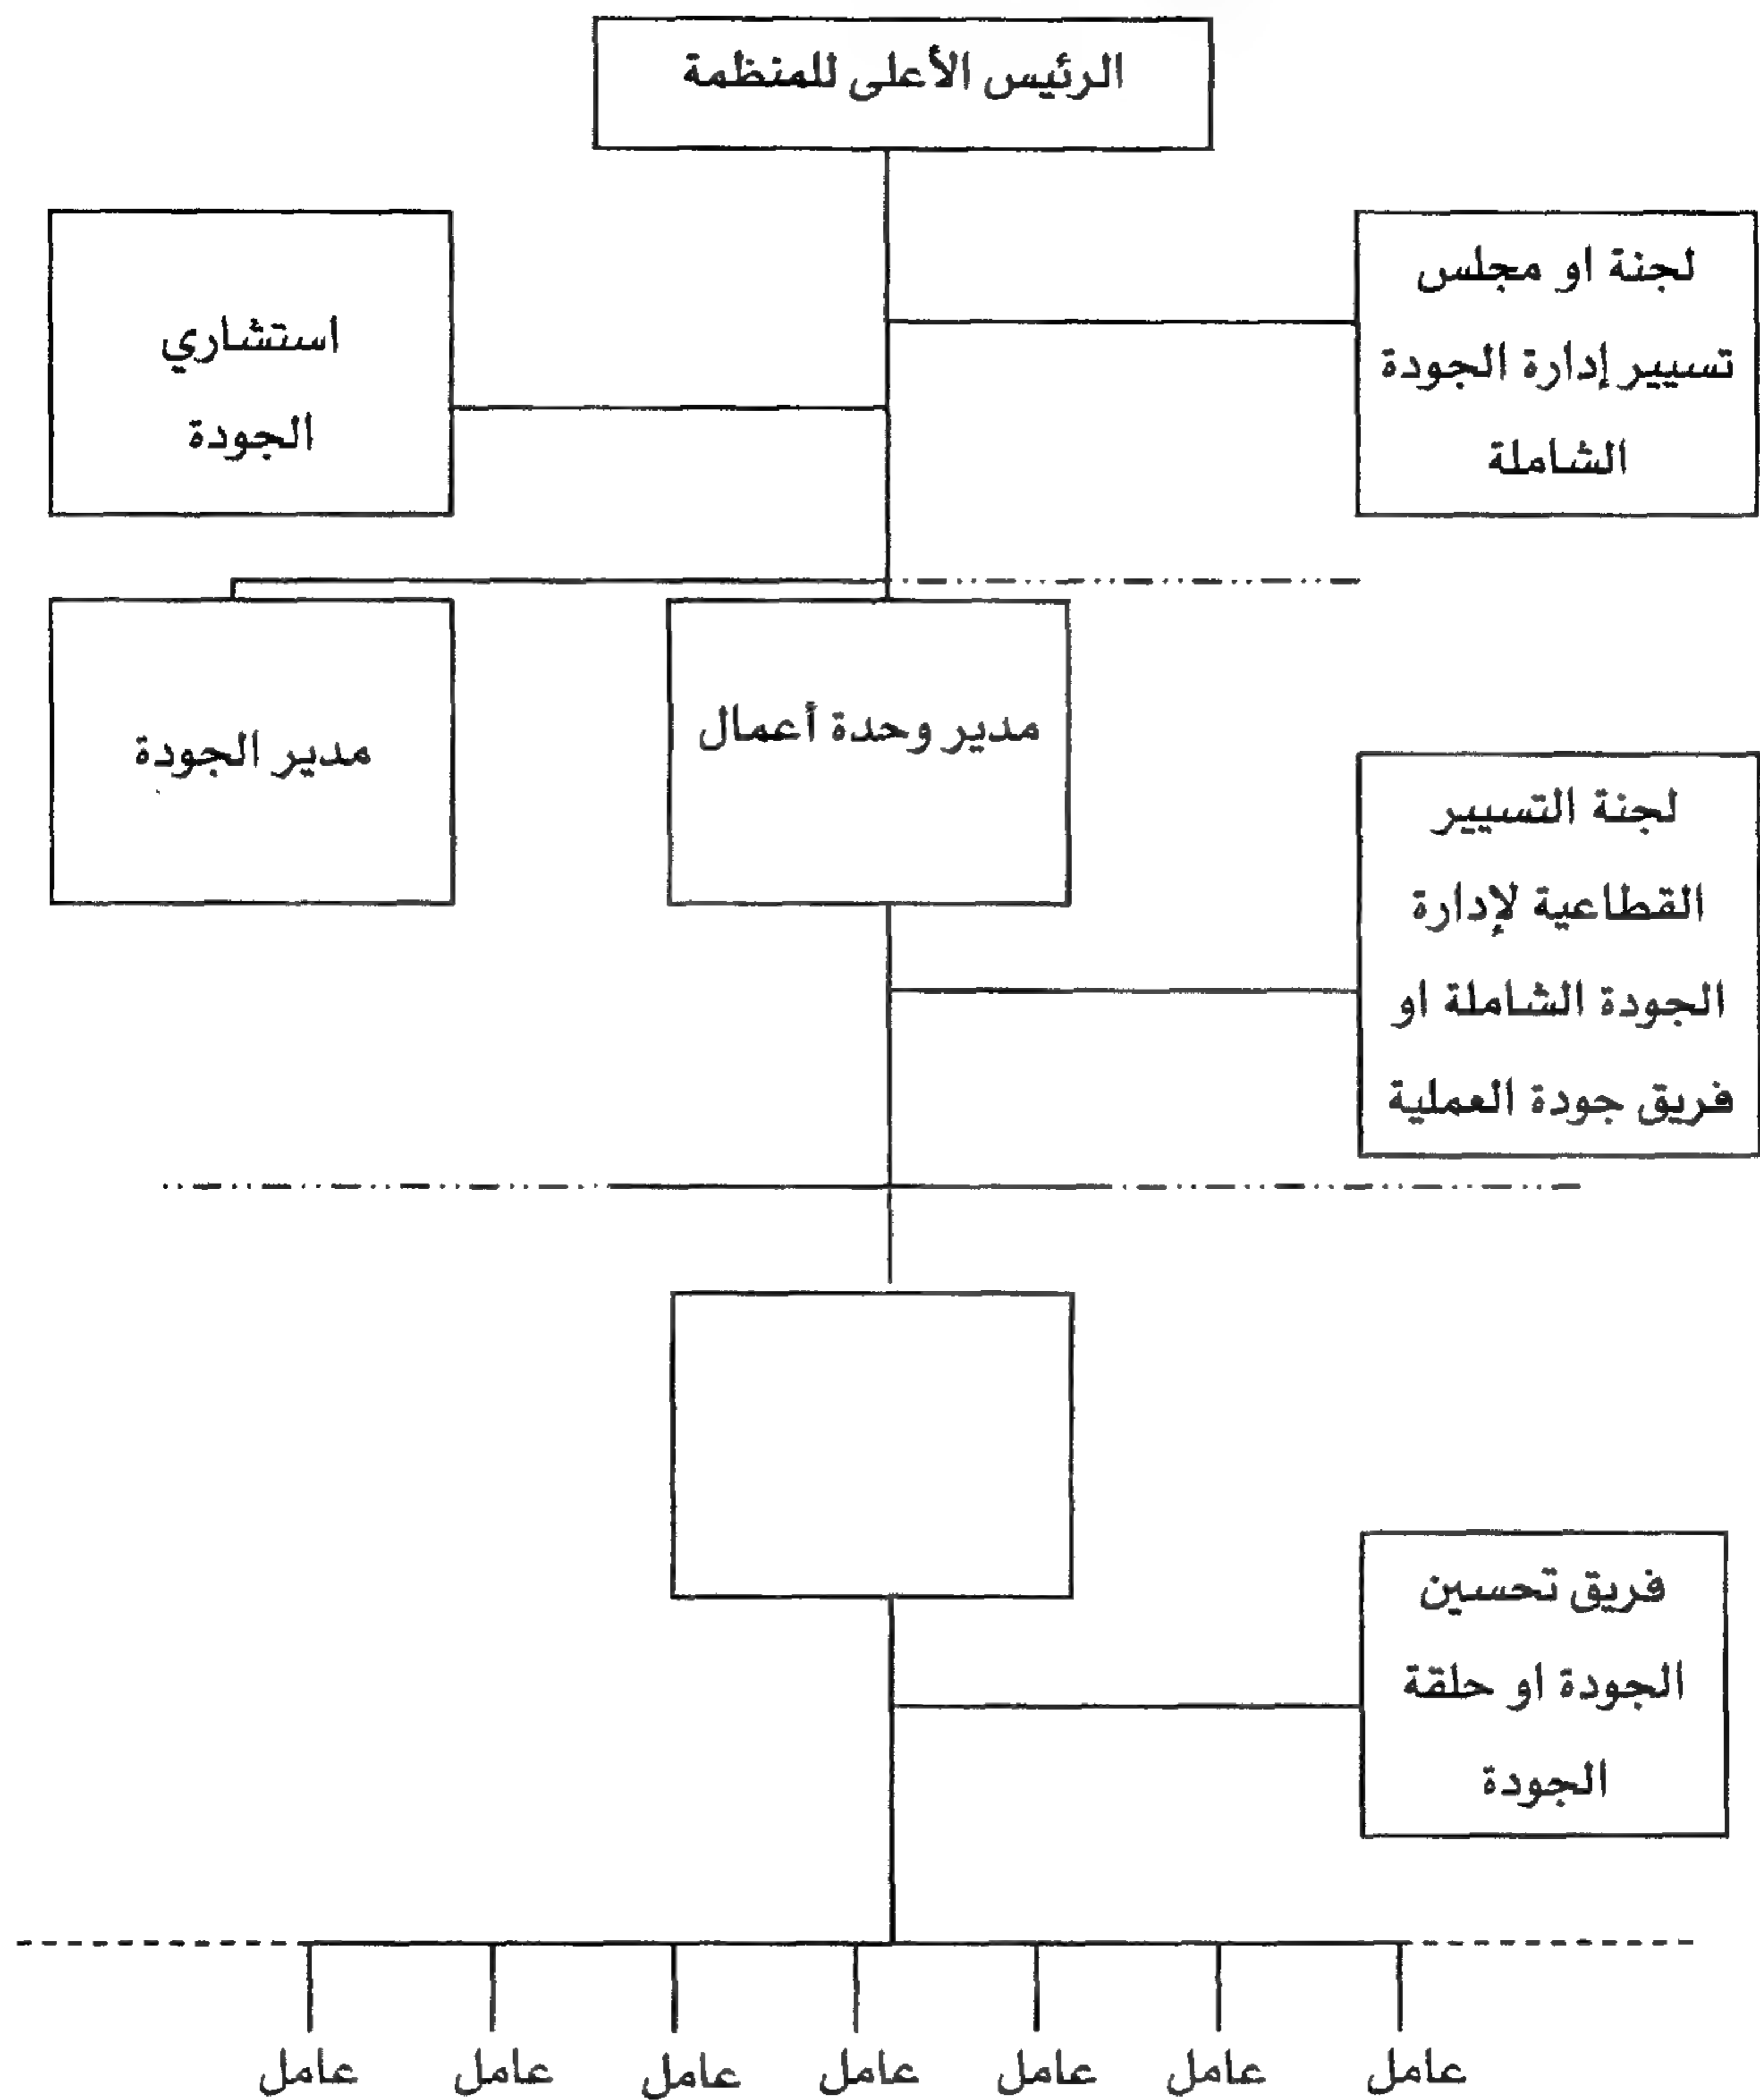 الرئيس الأعلى للمنظمة
لجنة او مجلس
تسيير إدارة الجودة
الشاملة
استشاري
الجودة
مدير وحدة أعمال
مدير الجودة
لجنة التسيير
القطاعية لإدارة
الجودة الشاملة او
فريق جودة العملية
فريق تحسين
الجودة او حلقة
الجودة
عامل عامل عامل عامل عامل عامل عامل